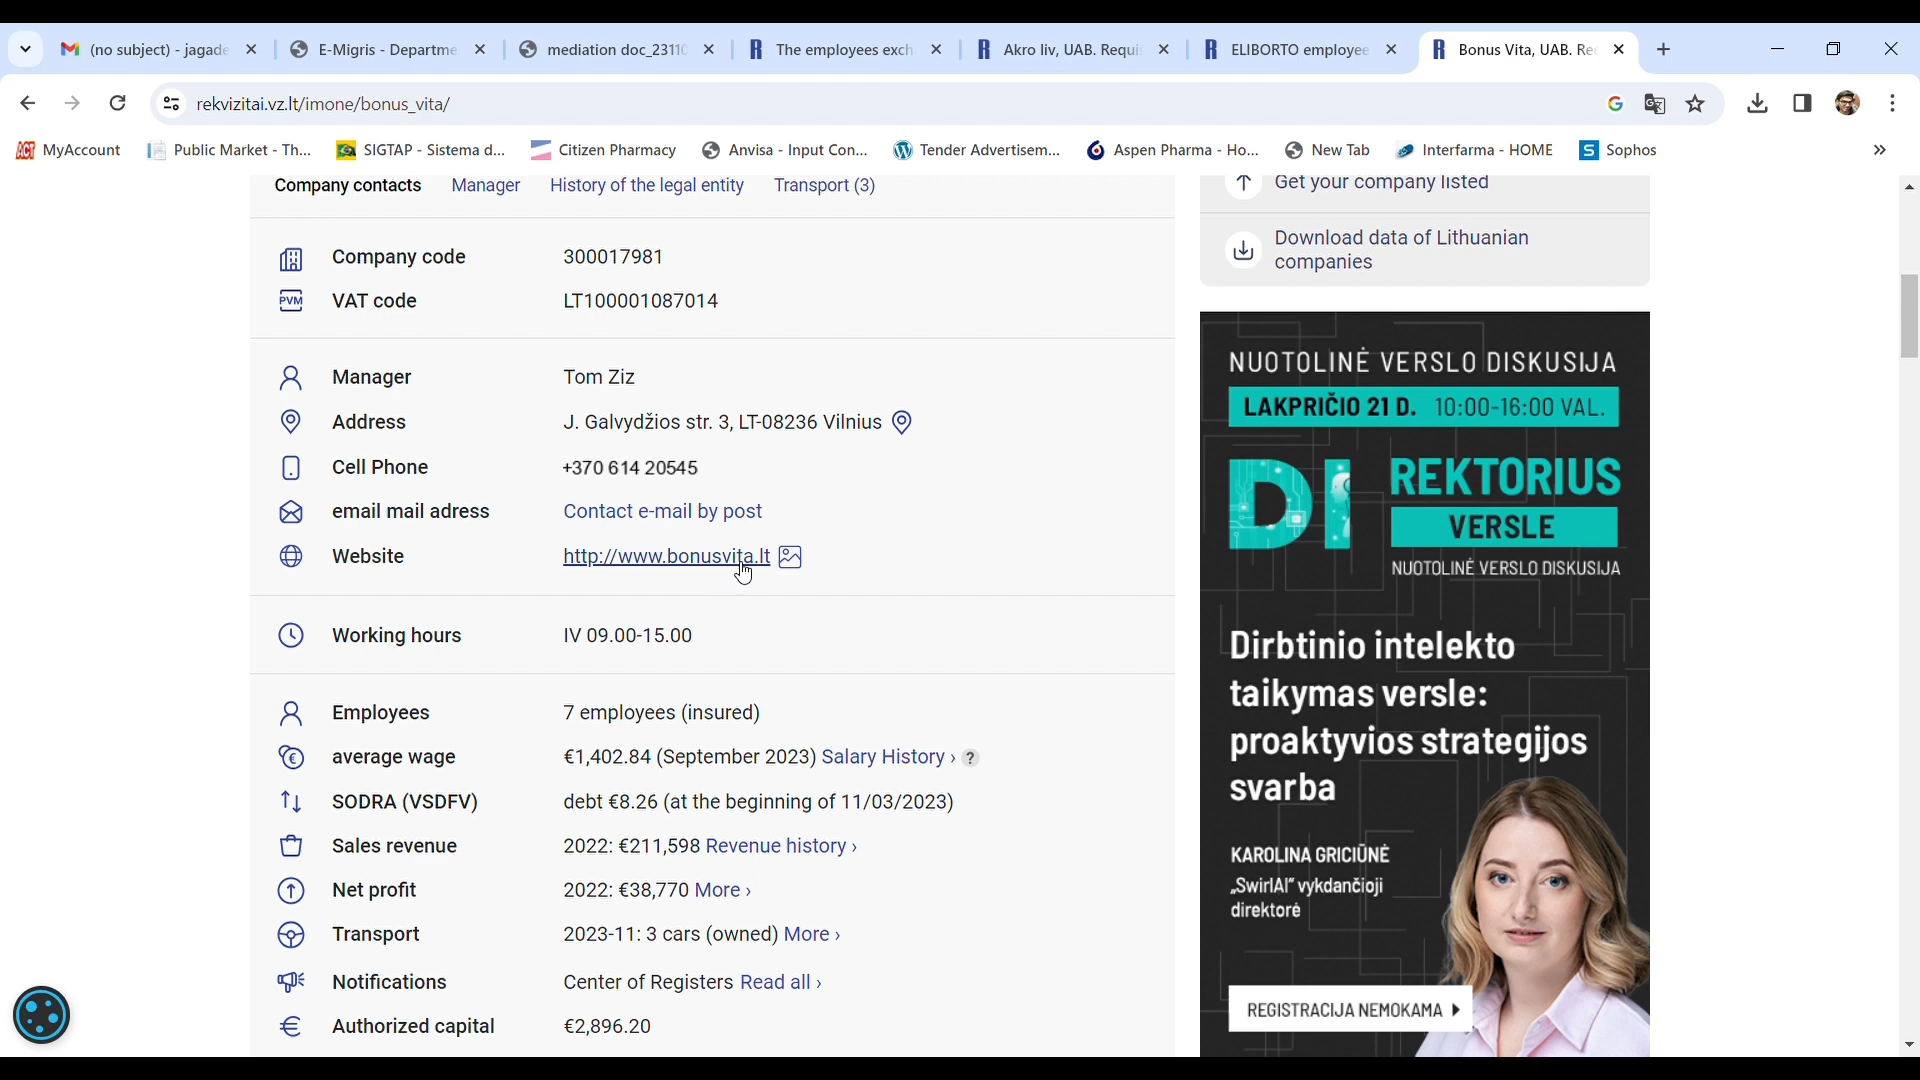 (no subject) - jagade
E-Migris - Departme
mediation doc_23110
The employees exch
Akro liv, UAB. Requi
ELIBORTO employee
Bonus Vita, UAB. Re
rekvizitai.vz.lt/imone/bonus_vita/
ACT MyAccount
Public Market - Th...
SIGTAP - Sistema d...
Citizen Pharmacy
Anvisa - Input Con...
Tender Advertisem...
Aspen Pharma - Ho...
New Tab
Interfarma - HOME
S Sophos
Company contacts Manager History of the legal entity Transport (3)
Company code 300017981
PVM VAT code LT100001087014
Manager Tom Ziz
Address J. Galvydžios str. 3, LT-08236 Vilnius
Cell Phone +370 614 20545
email mail adress Contact e-mail by post
Website http://www.bonusvita.lt
Working hours IV 09.00-15.00
Employees 7 employees (insured)
average wage €1,402.84 (September 2023) Salary History › ?
SODRA (VSDFV) debt €8.26 (at the beginning of 11/03/2023)
Sales revenue 2022: €211,598 Revenue history ›
Net profit 2022: €38,770 More ›
Transport 2023-11: 3 cars (owned) More ›
Notifications Center of Registers Read all ›
Authorized capital €2,896.20
Get your company listed
Download data of Lithuanian
companies
NUOTOLINĖ VERSLO DISKUSIJA
LAKPRIČIO 21 D. 10:00-16:00 VAL.
DI REKTORIUS
VERSLE
NUOTOLINĖ VERSLO DISKUSIJA
Dirbtinio intelekto
taikymas versle:
proaktyvios strategijos
svarba
KAROLINA GRICIŪNĖ
„SwirlAI" vykdančioji
direktorė
REGISTRACIJA NEMOKAMA